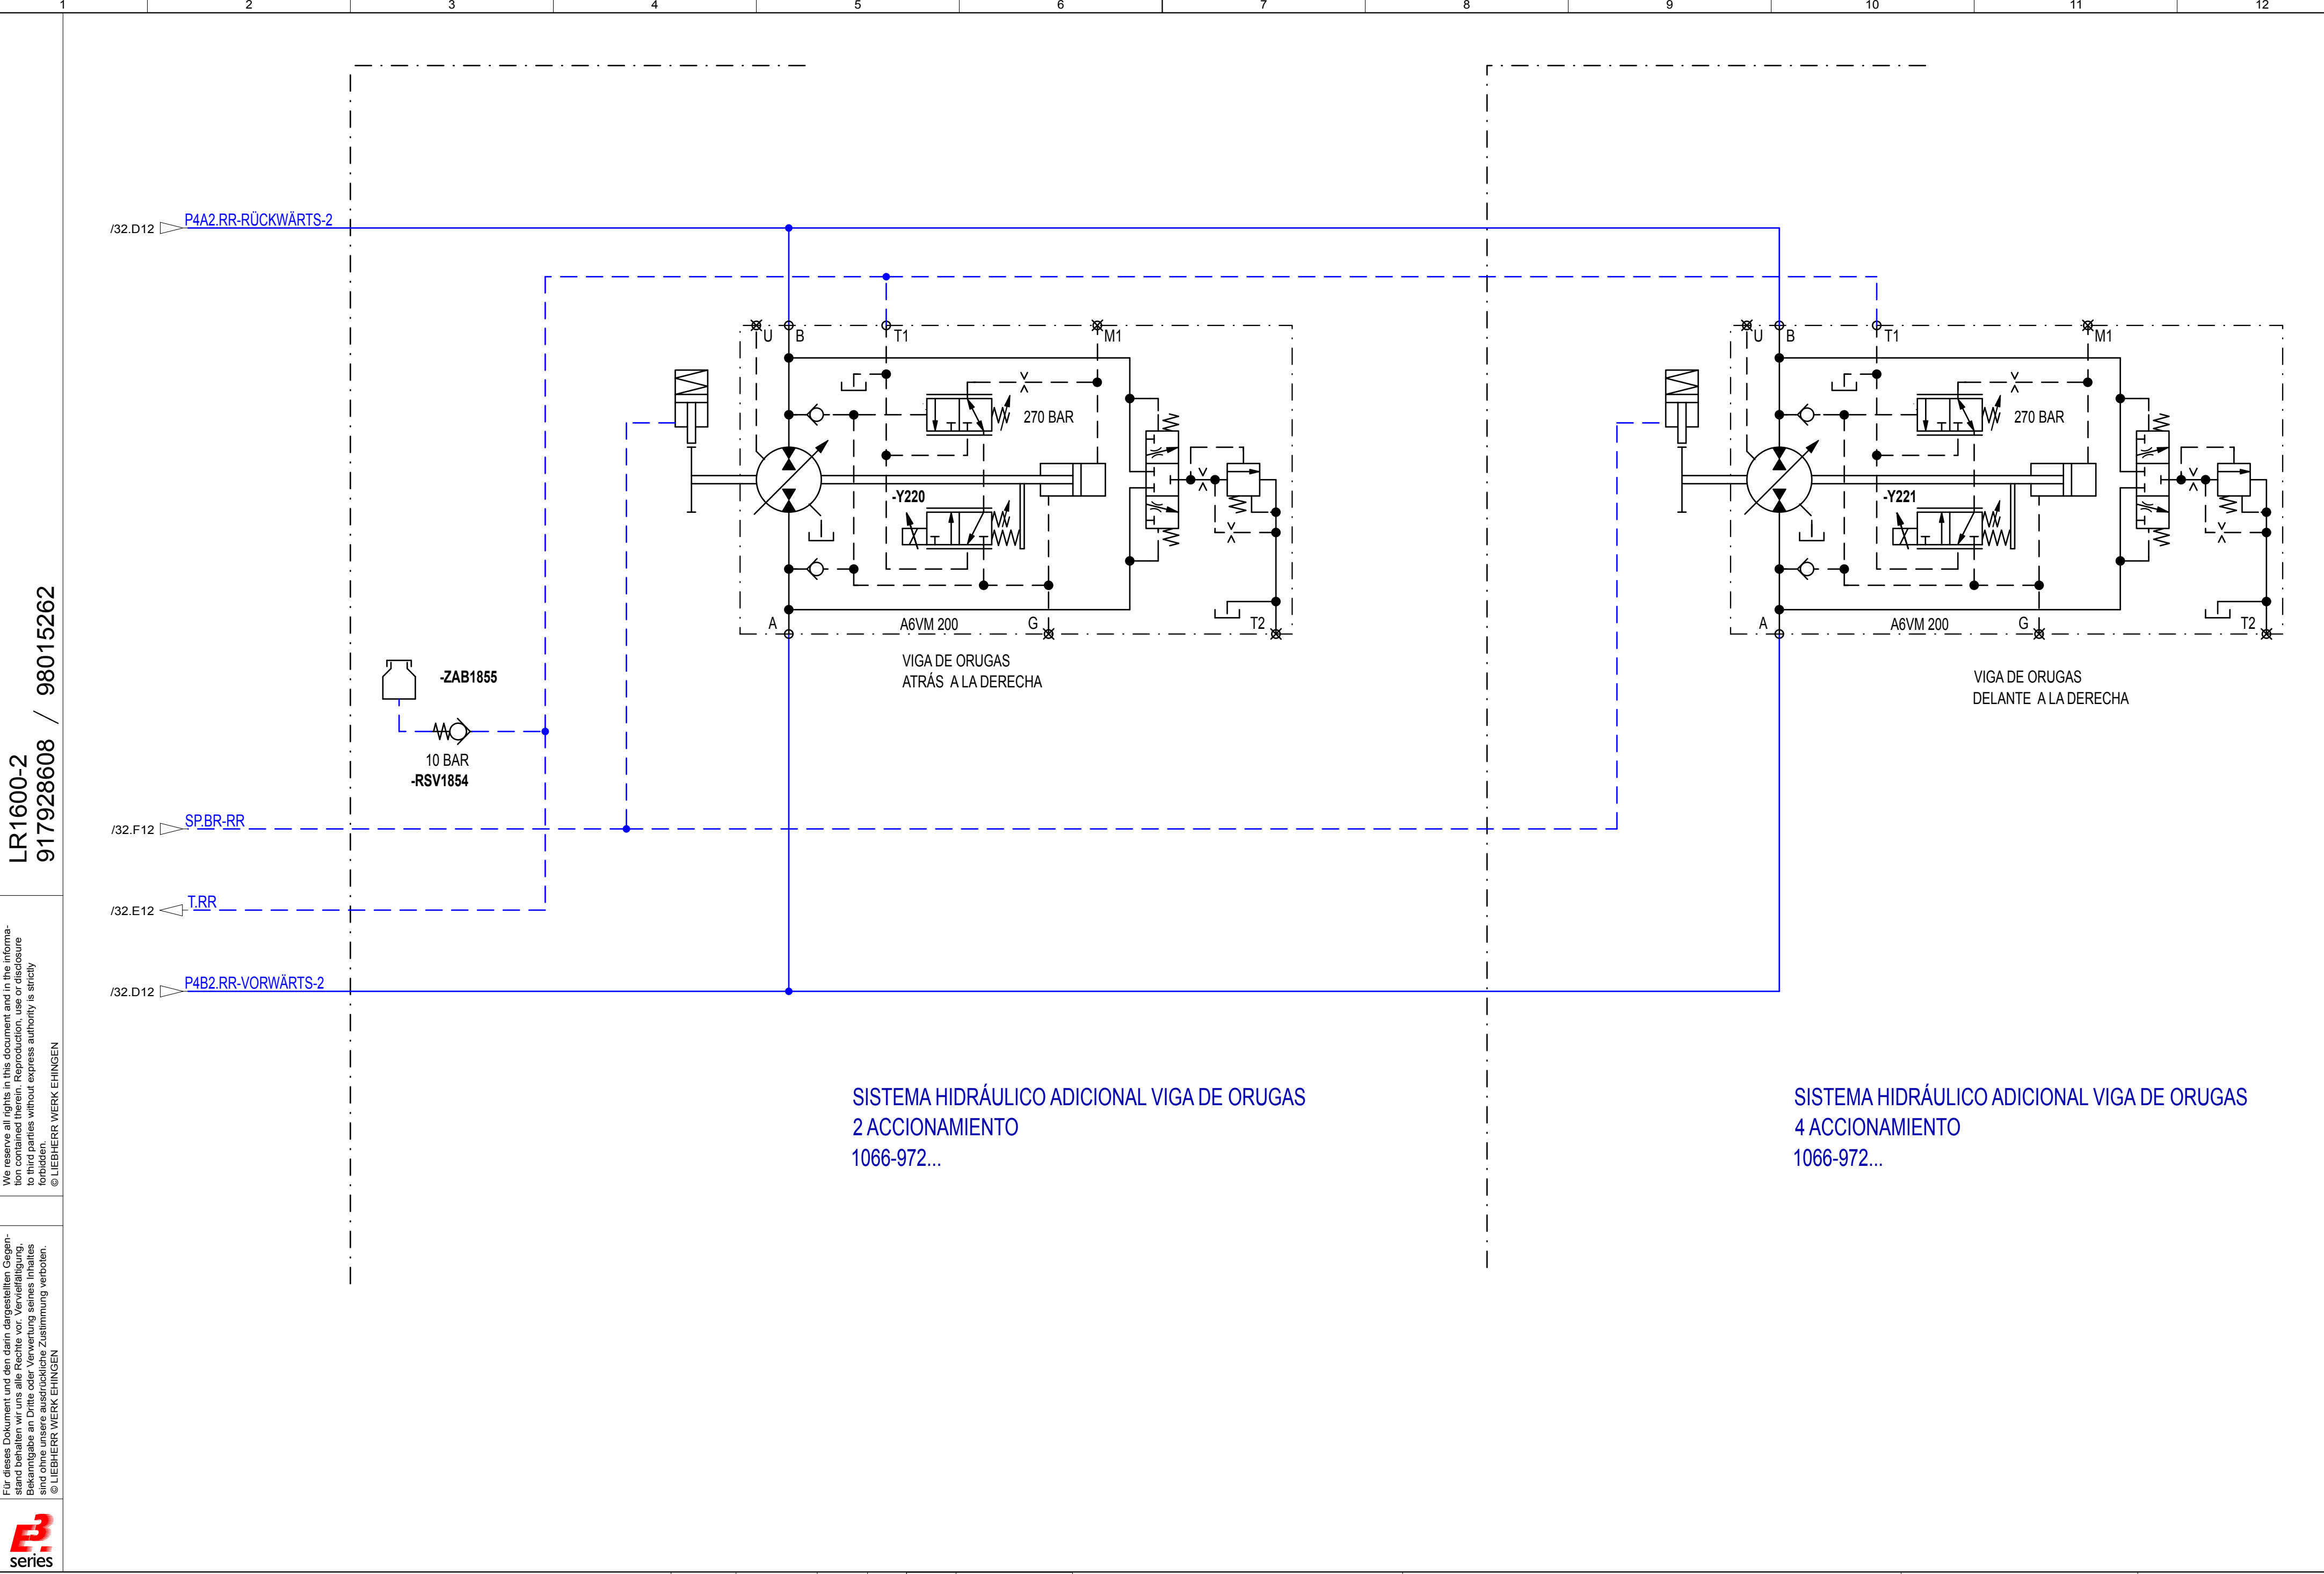 1 2 3 4 5 6 7 8 9 10 11 12
/32.D12 P4A2.RR-RÜCKWÄRTS-2
U B T1 M1
270 BAR
-Y220
A A6VM 200 G T2
VIGA DE ORUGAS
ATRÁS A LA DERECHA
U B T1 M1
270 BAR
-Y221
A A6VM 200 G T2
VIGA DE ORUGAS
DELANTE A LA DERECHA
-ZAB1855
10 BAR
-RSV1854
/32.F12 SP.BR-RR
/32.E12 T.RR
/32.D12 P4B2.RR-VORWÄRTS-2
SISTEMA HIDRÁULICO ADICIONAL VIGA DE ORUGAS
2 ACCIONAMIENTO
1066-972...
SISTEMA HIDRÁULICO ADICIONAL VIGA DE ORUGAS
4 ACCIONAMIENTO
1066-972...
LR1600-2
917928608 / 98015262
We reserve all rights in this document and in the informa-
tion contained therein. Reproduction, use or disclosure
to third parties without express authority is strictly
forbidden.
© LIEBHERR WERK EHINGEN
Für dieses Dokument und den darin dargestellten Gegen-
stand behalten wir uns alle Rechte vor. Vervielfältigung,
Bekanntgabe an Dritte oder Verwertung seines Inhaltes
sind ohne unsere ausdrückliche Zustimmung verboten.
© LIEBHERR WERK EHINGEN
E3
series